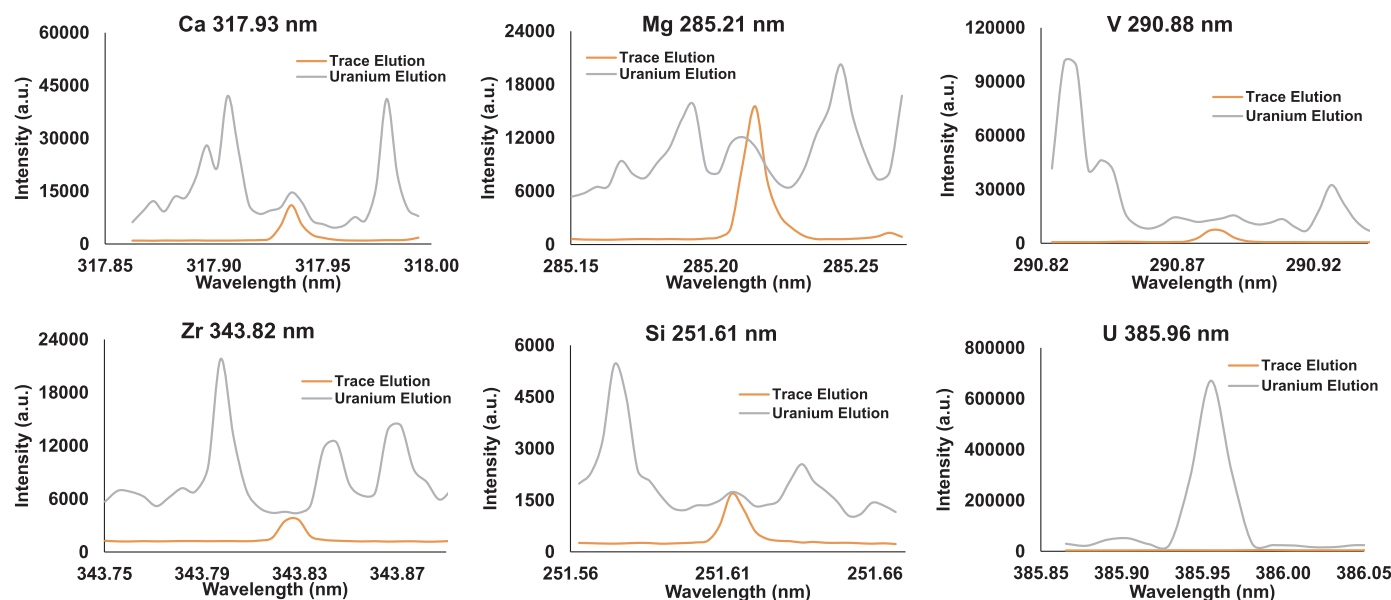 Ca 317.93 nm
60000
45000
30000
15000
0
Intensity (a.u.)
Trace Elution
Uranium Elution
317.85
317.90
317.95
318.00
Wavelength (nm)
Mg 285.21 nm
24000
18000
12000
6000
0
Intensity (a.u.)
Trace Elution
Uranium Elution
285.15
285.20
285.25
Wavelength (nm)
V 290.88 nm
120000
90000
60000
30000
0
Intensity (a.u.)
Trace Elution
Uranium Elution
290.82
290.87
290.92
Wavelength (nm)
Zr 343.82 nm
24000
18000
12000
6000
0
Intensity (a.u.)
Trace Elution
Uranium Elution
343.75
343.79
343.83
343.87
Wavelength (nm)
Si 251.61 nm
6000
4500
3000
1500
0
Intensity (a.u.)
Trace Elution
Uranium Elution
251.56
251.61
251.66
Wavelength (nm)
U 385.96 nm
800000
600000
400000
200000
0
Intensity (a.u.)
Trace Elution
Uranium Elution
385.85
385.90
385.95
386.00
386.05
Wavelength (nm)